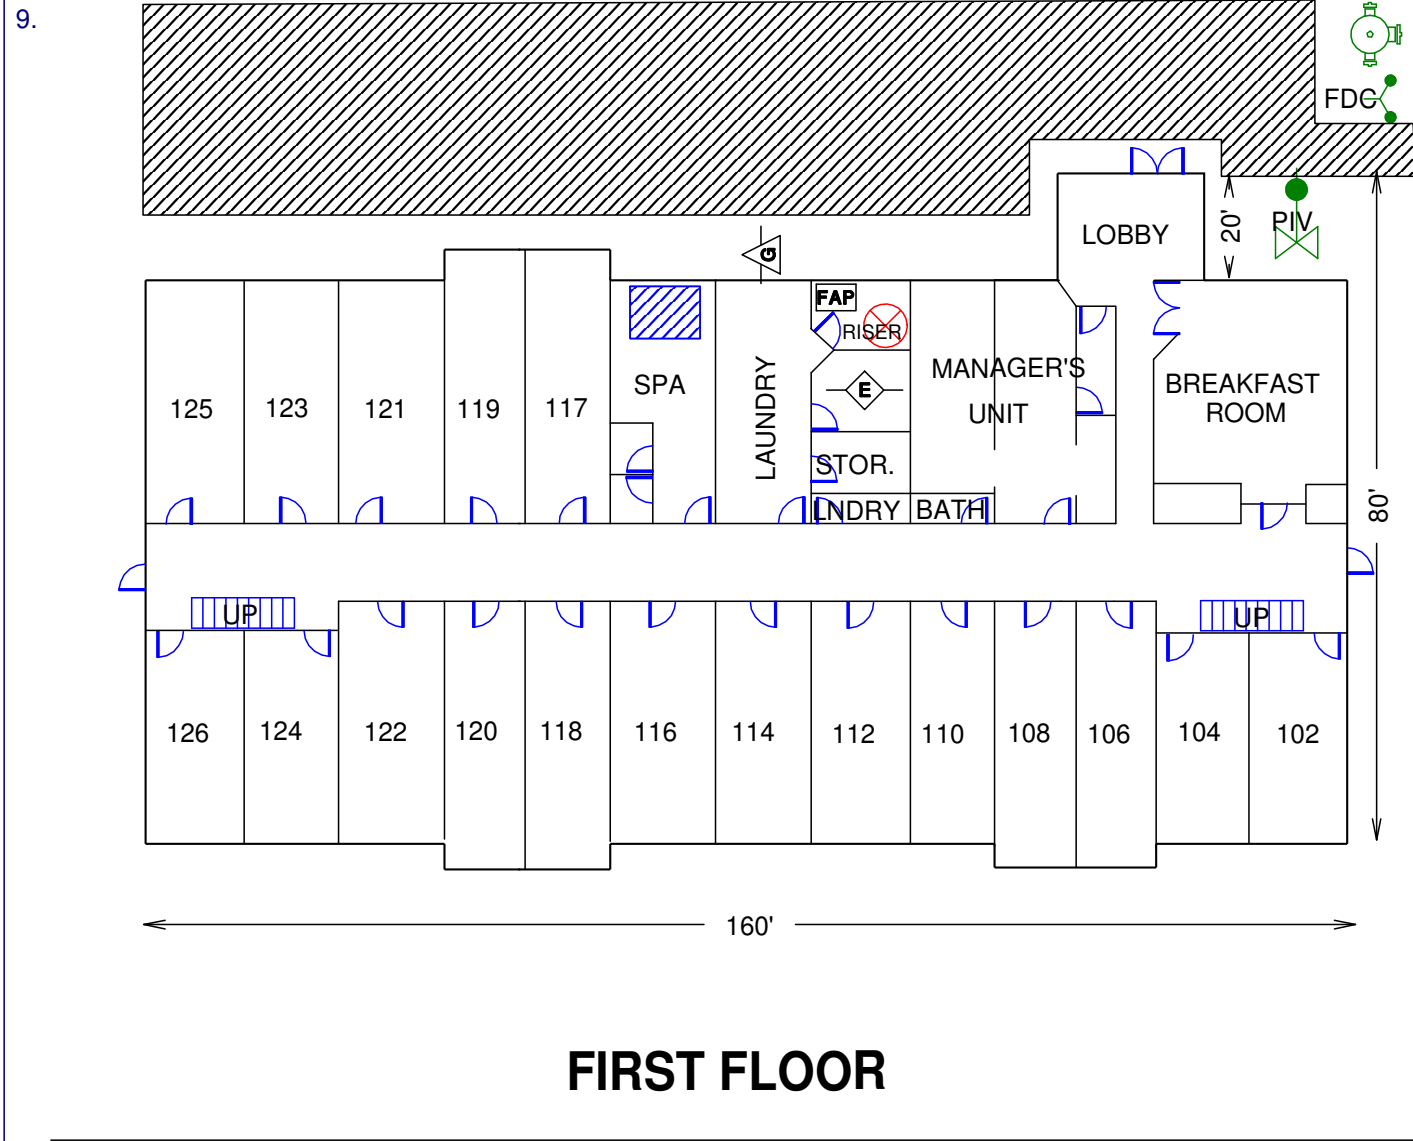 9.
FDC
PIV
LOBBY
20'
G
FAP
RISER
MANAGER'S
UNIT
BREAKFAST
ROOM
SPA
LAUNDRY
E
125
123
121
119
117
STOR.
LNDRY
BATH
80'
UP
UP
126
124
122
120
118
116
114
112
110
108
106
104
102
160'
FIRST FLOOR